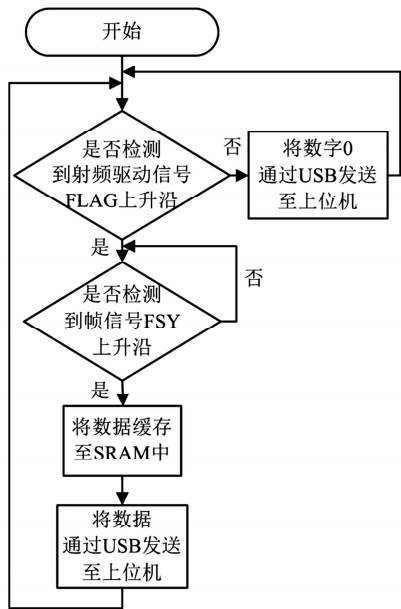 开始
是否检测
到射频驱动信号
FLAG上升沿
否
将数字0
通过USB发送
至上位机
是
是否检测
到帧信号FSY
上升沿
否
是
将数据缓存
至SRAM中
将数据
通过USB发送
至上位机